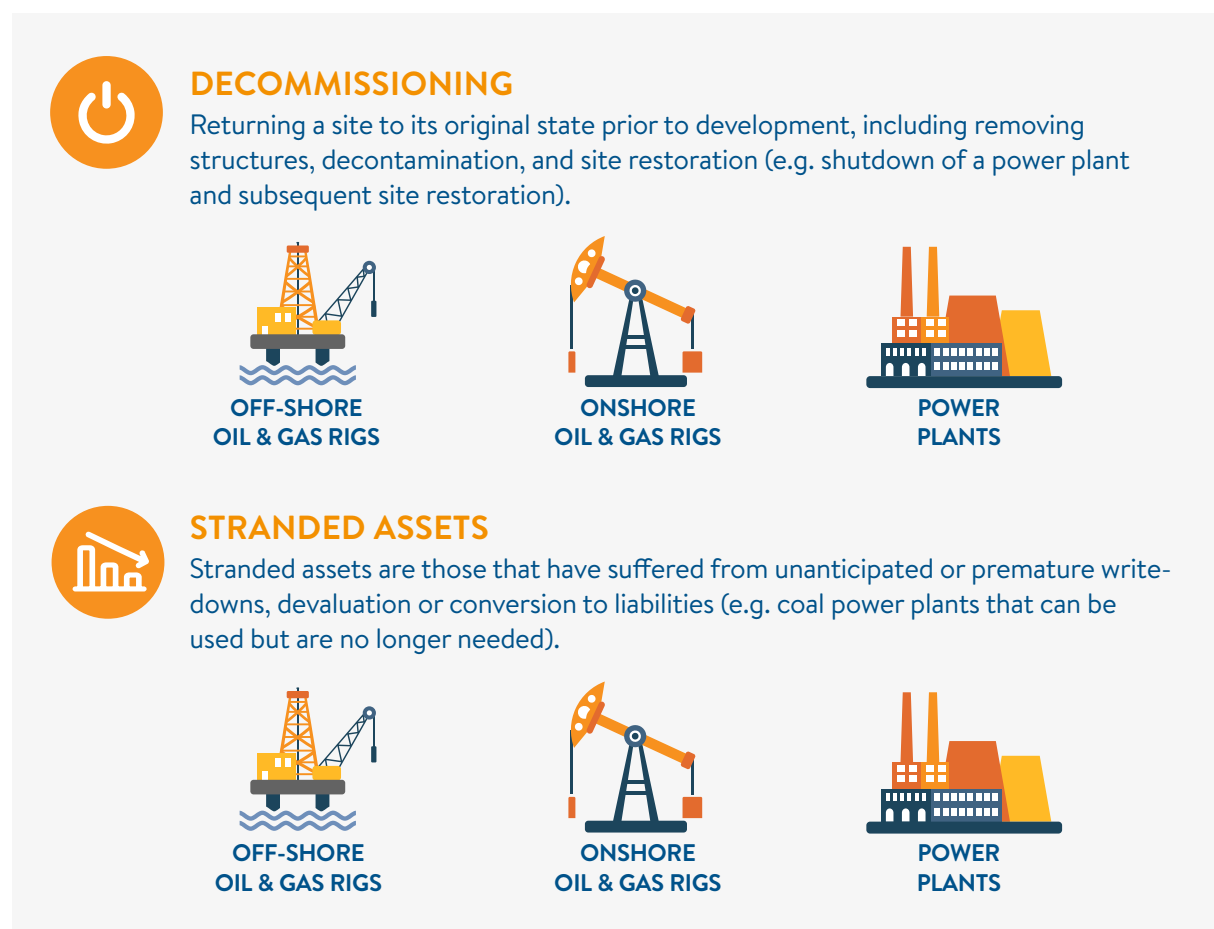 DECOMMISSIONING
Returning a site to its original state prior to development, including removing
structures, decontamination, and site restoration (e.g. shutdown of a power plant
and subsequent site restoration).
OFF-SHORE
OIL & GAS RIGS
ONSHORE
OIL & GAS RIGS
POWER
PLANTS
STRANDED ASSETS
Stranded assets are those that have suffered from unanticipated or premature write-
downs, devaluation or conversion to liabilities (e.g. coal power plants that can be
used but are no longer needed).
OFF-SHORE
OIL & GAS RIGS
ONSHORE
OIL & GAS RIGS
POWER
PLANTS